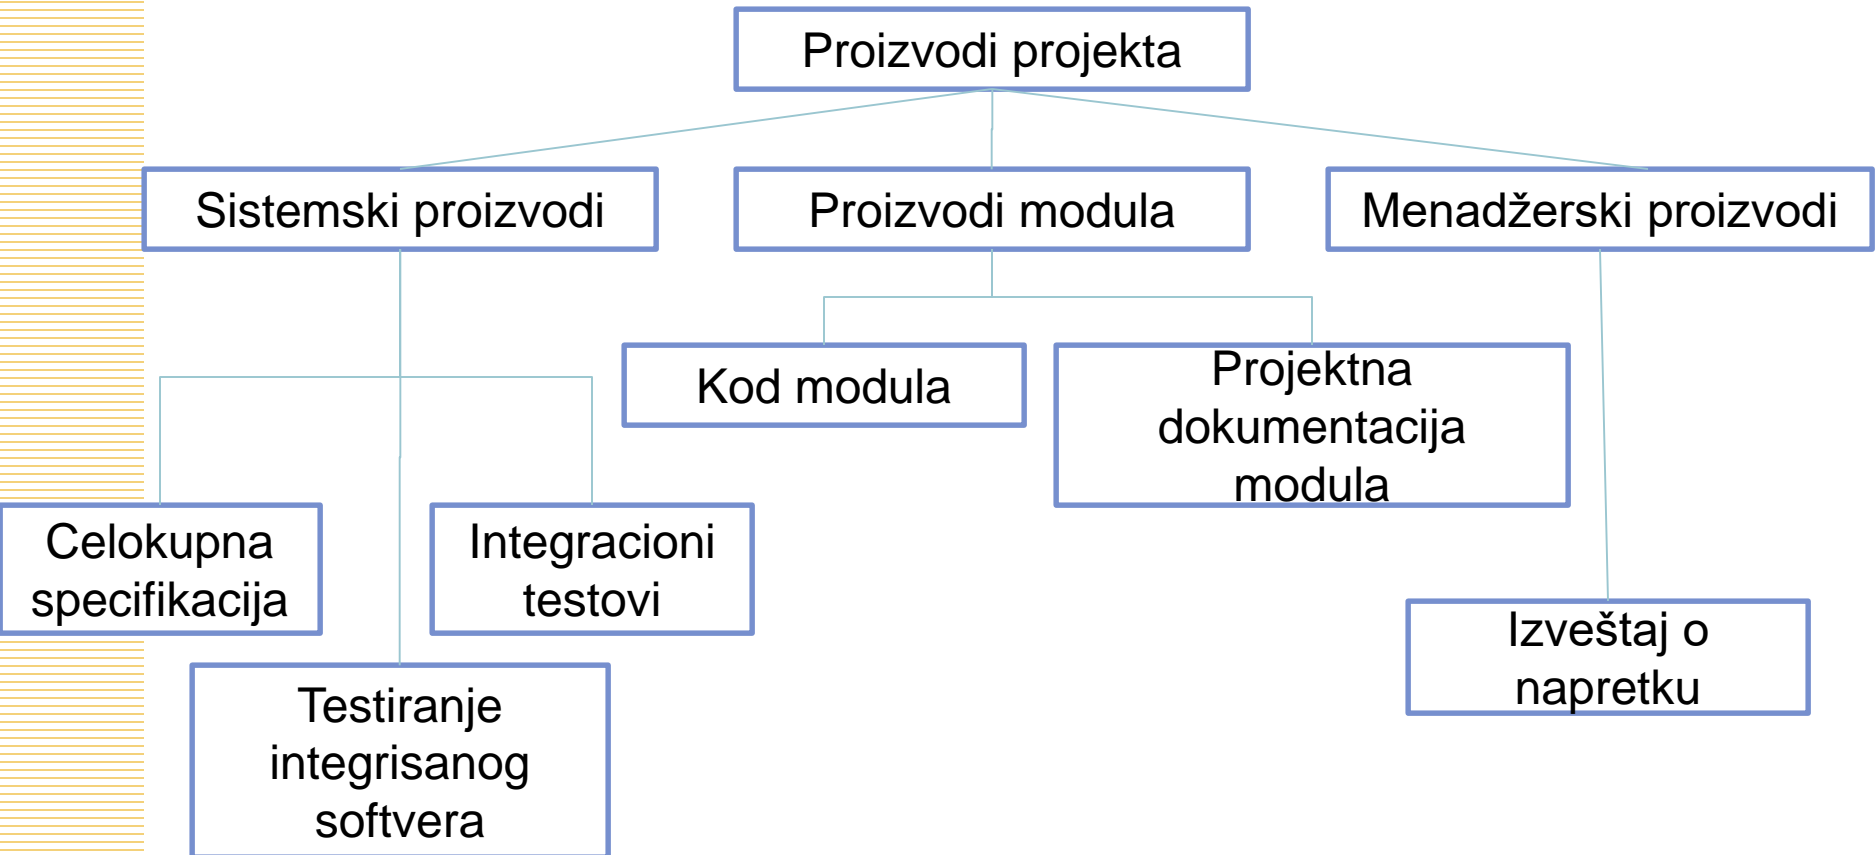 Proizvodi projekta
Sistemski proizvodi
Proizvodi modula
Menadžerski proizvodi
Kod modula
Projektna
dokumentacija
modula
Celokupna
specifikacija
Integracioni
testovi
Izveštaj o
napretku
Testiranje
integrisanog
softvera